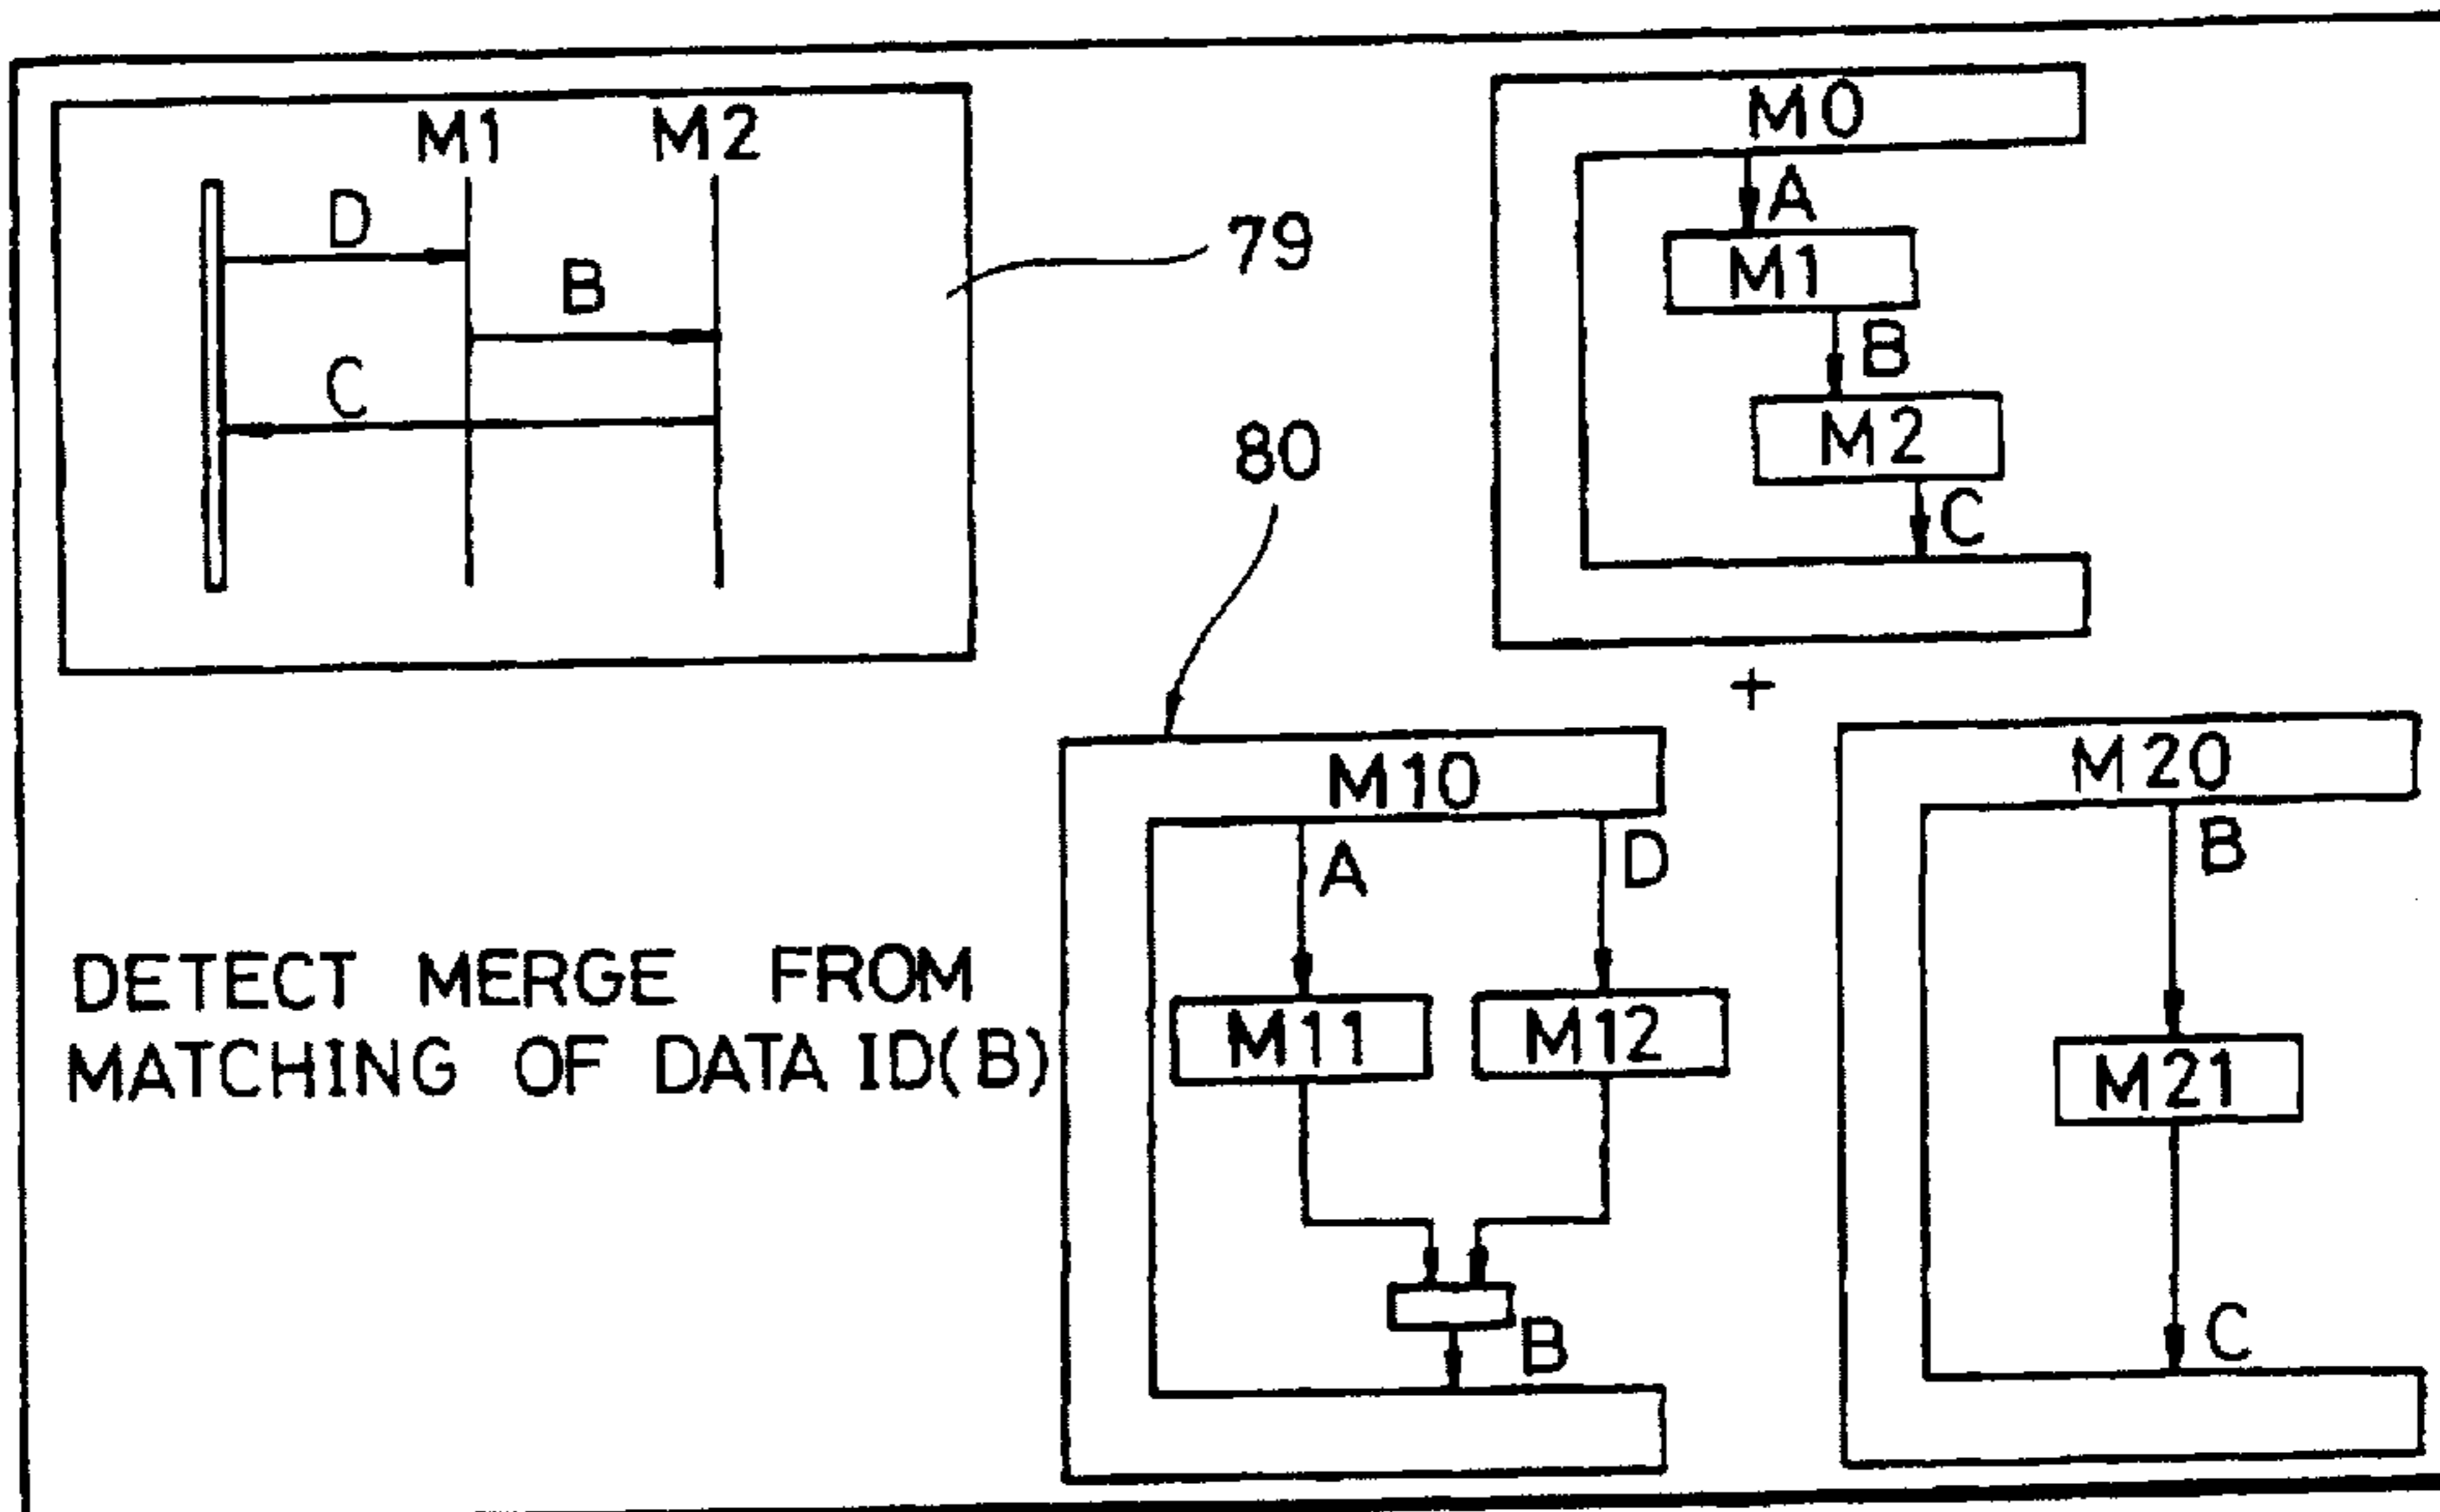 M1 M2
D
B
C
79
80
M0
A
M1
B
M2
C
+
M10
A D
M11 M12
B
M20
B
M21
C
DETECT MERGE FROM
MATCHING OF DATA ID(B)